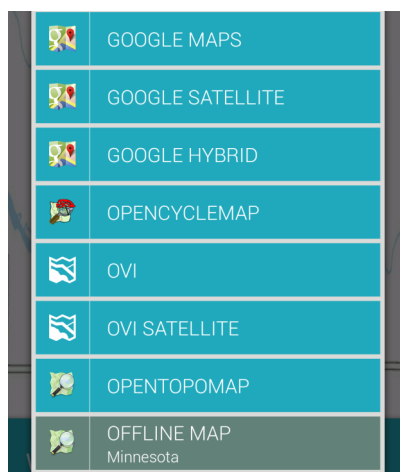 GOOGLE MAPS
GOOGLE SATELLITE
GOOGLE HYBRID
OPENCYCLEMAP
OVI
OVI SATELLITE
OPENTOPOMAP
OFFLINE MAP
Minnesota